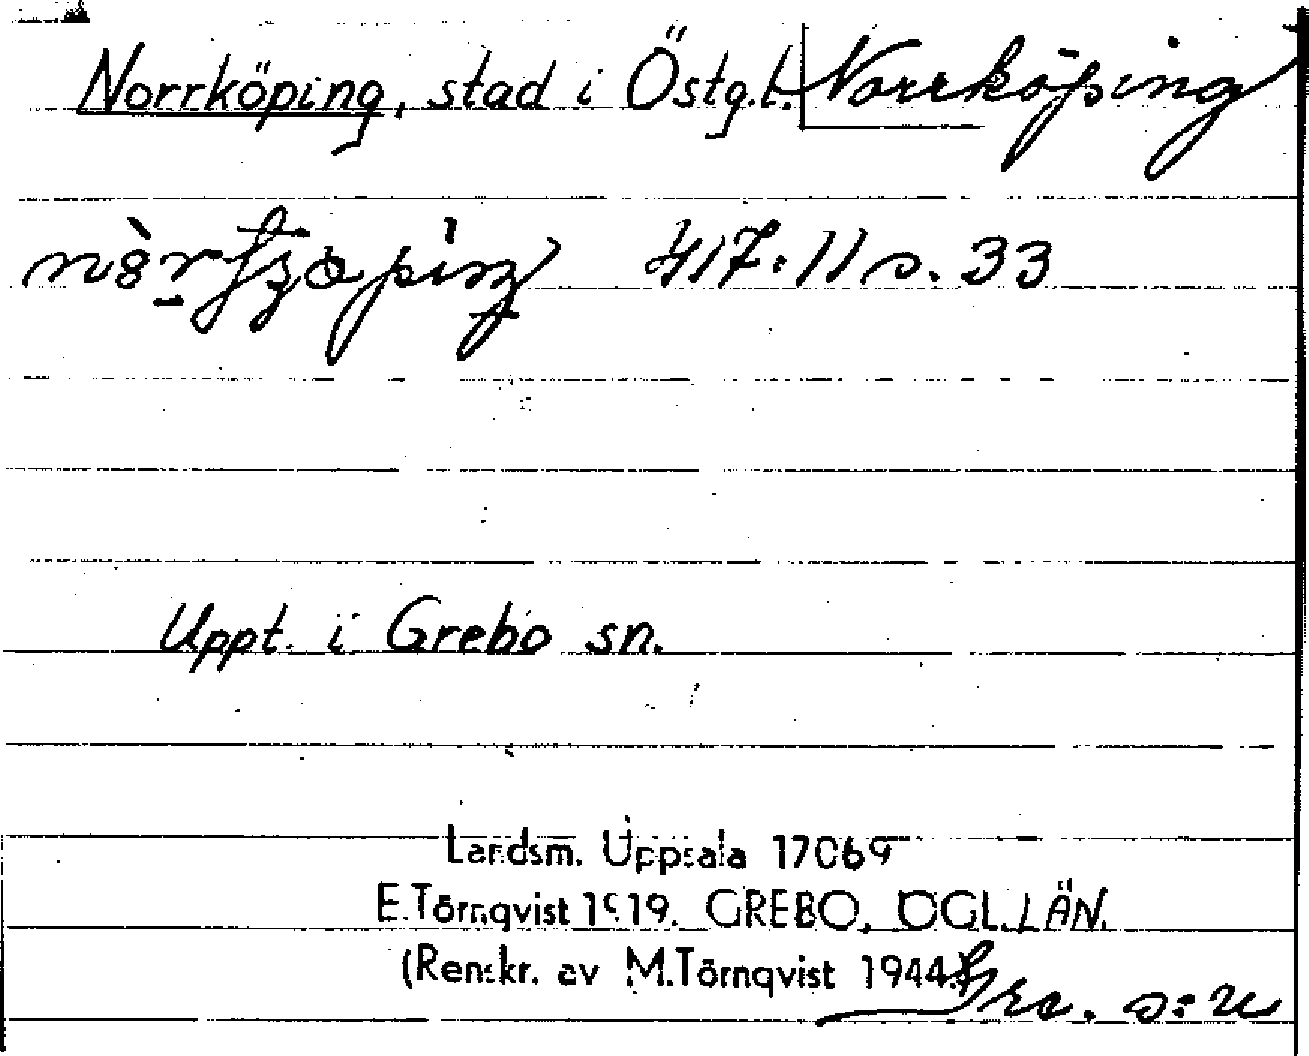 Norrköping, stad i Östg.l. Norrköping
417:11 s. 33
Uppt. i Grebo sn.
Landsm. Uppsala 17069
E.Törnqvist 1919. GREBO, ÖGL.LÄN.
(Renskr. av M.Törnqvist 1944.)